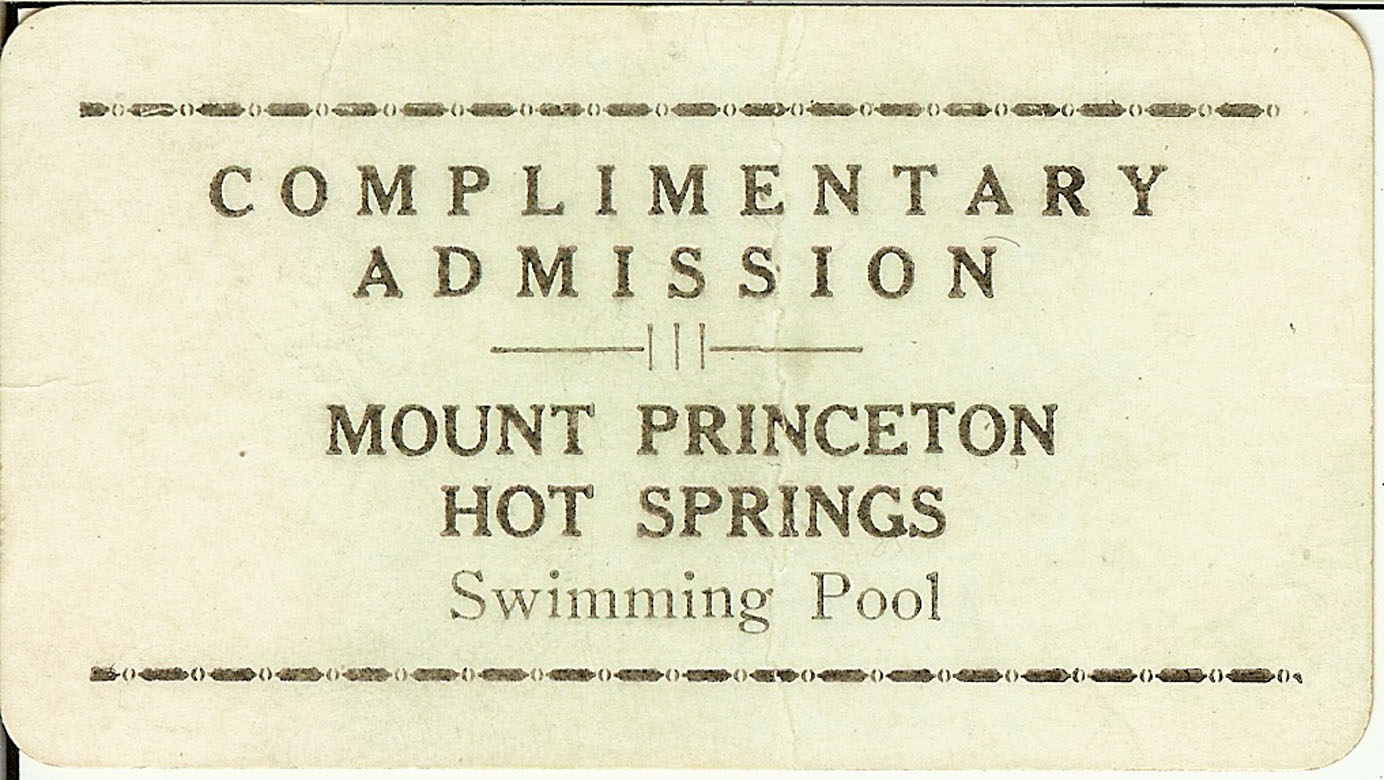 COMPLIMENTARY
ADMISSION
MOUNT PRINCETON
HOT SPRINGS
Swimming Pool